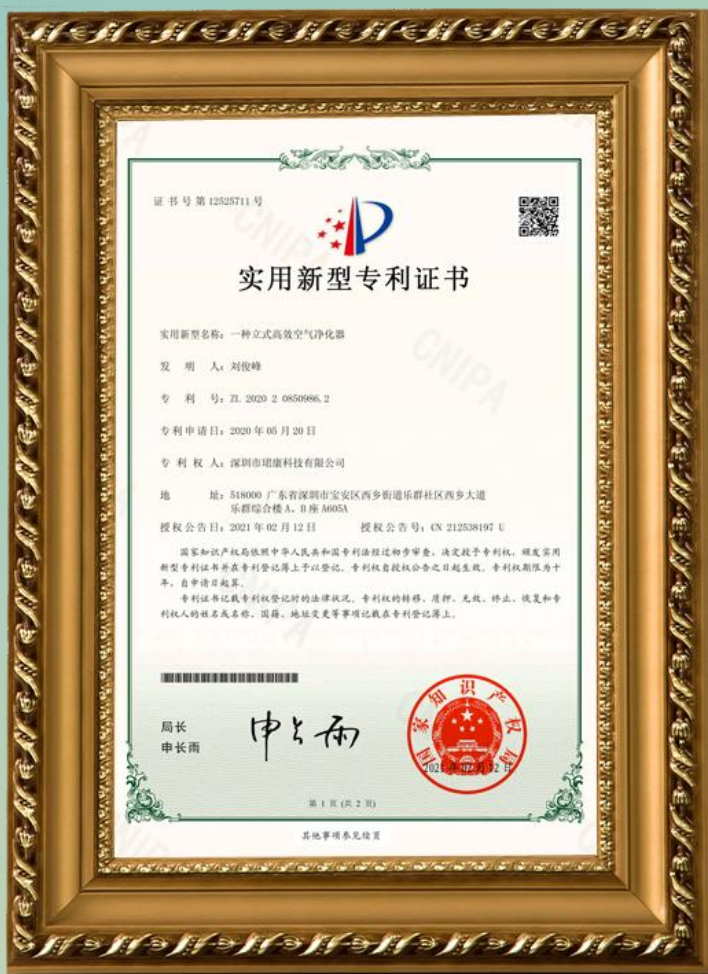 证书号第12525711号
实用新型专利证书
实用新型名称：一种立式高效空气净化器
发明人：刘俊峰
专利号：ZL 2020 2 0850986.2
专利申请日：2020年05月20日
专利权人：深圳市珺康科技有限公司
地址：518000 广东省深圳市宝安区西乡街道乐群社区西乡大道
乐群综合楼A、B座A605A
授权公告日：2021年02月12日 授权公告号：CN 212538197 U
国家知识产权局依照中华人民共和国专利法经过初步审查，决定授予专利权，颁发实用
新型专利证书并在专利登记簿上予以登记。专利权自授权公告之日起生效。专利权期限为十
年，自申请日起算。
专利证书记载专利权登记时的法律状况。专利权的转移、质押、无效、终止、恢复和专
利权人的姓名或名称、国籍、地址变更等事项记载在专利登记簿上。
局长
申长雨
申长雨
国家知识产权局
2021年02月12日
第 1 页 (共 2 页)
其他事项参见续页
CNIPA